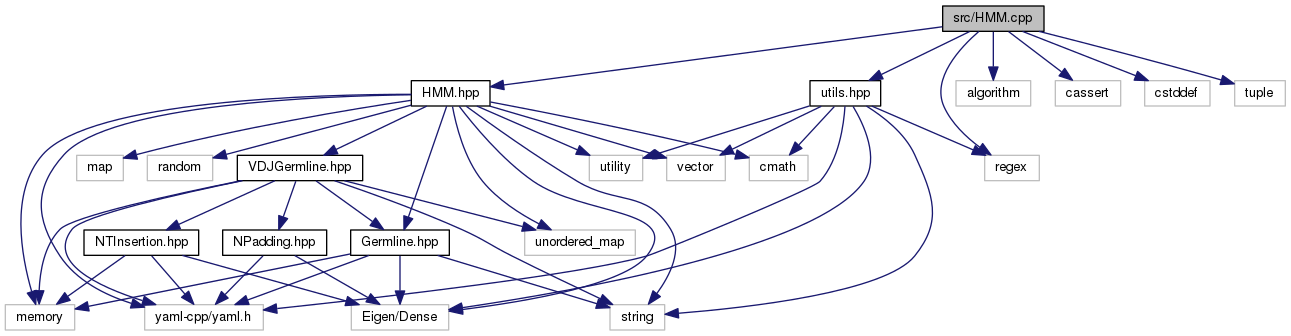 src/HMM.cpp
HMM.hpp
utils.hpp
algorithm
cassert
cstddef
tuple
map
random
VDJGermline.hpp
utility
vector
cmath
regex
NTInsertion.hpp
NPadding.hpp
Germline.hpp
unordered_map
memory
yaml-cpp/yaml.h
Eigen/Dense
string